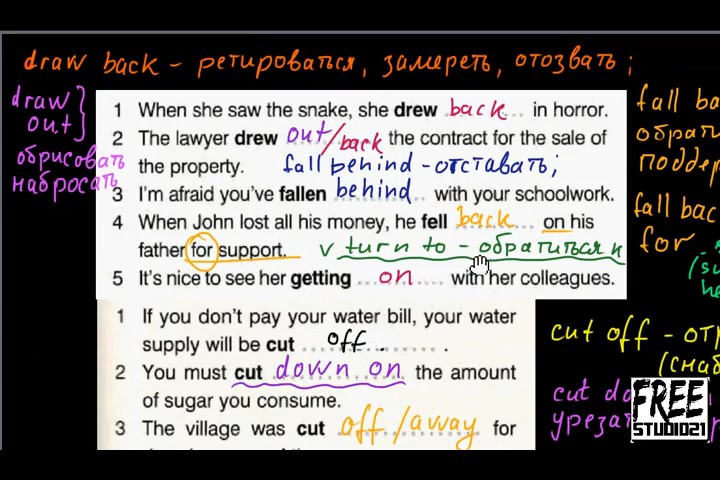 draw back - ретироваться, замереть, отозвать;
draw
out
обрисовать
набросать
1 When she saw the snake, she drew back in horror.
2 The lawyer drew out/back the contract for the sale of
the property. fall behind - отставать;
3 I'm afraid you've fallen behind with your schoolwork.
4 When John lost all his money, he fell back on his
father for support. v turn to - обратиться к
5 It's nice to see her getting on with her colleagues.
fall ba
обрати
поддер
fall bac
for
1 If you don't pay your water bill, your water
supply will be cut off.
2 You must cut down on the amount
of sugar you consume.
3 The village was cut off/away for
cut off - от
(снаб
cut do
урезат
FREE
STUDIO21